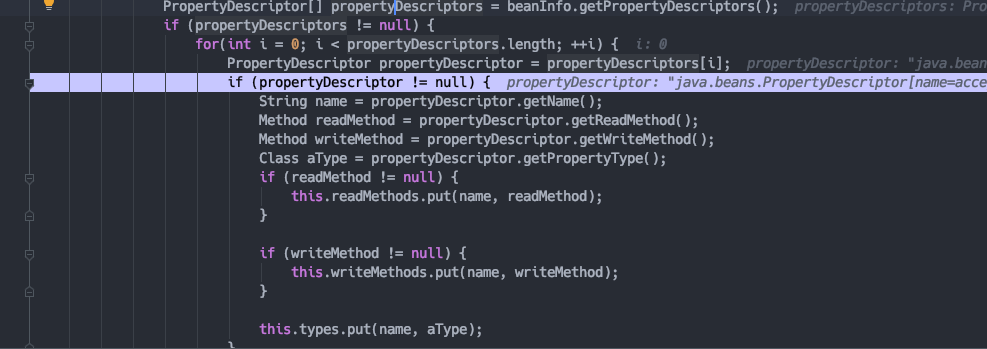 PropertyDescriptor[] propertyDescriptors = beanInfo.getPropertyDescriptors(); propertyDescriptors: Pro
if (propertyDescriptors != null) {
for(int i = 0; i < propertyDescriptors.length; ++i) { i: 0
PropertyDescriptor propertyDescriptor = propertyDescriptors[i]; propertyDescriptor: "java.bean
if (propertyDescriptor != null) { propertyDescriptor: "java.beans.PropertyDescriptor[name=acce
String name = propertyDescriptor.getName();
Method readMethod = propertyDescriptor.getReadMethod();
Method writeMethod = propertyDescriptor.getWriteMethod();
Class aType = propertyDescriptor.getPropertyType();
if (readMethod != null) {
this.readMethods.put(name, readMethod);
}
if (writeMethod != null) {
this.writeMethods.put(name, writeMethod);
}
this.types.put(name, aType);
}